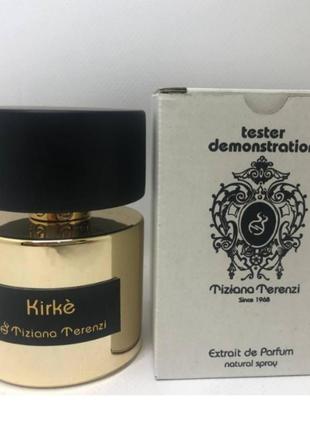 Kirkè
Tiziana Terenzi
tester
demonstration
Tiziana Terenzi
Since 1968
Extrait de Parfum
natural spray